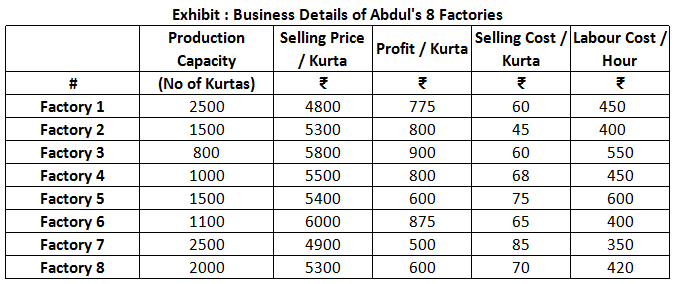 Exhibit : Business Details of Abdul's 8 Factories
Production Capacity Selling Price / Kurta Profit / Kurta Selling Cost / Kurta Labour Cost / Hour
# (No of Kurtas) ₹ ₹ ₹ ₹
Factory 1 2500 4800 775 60 450
Factory 2 1500 5300 800 45 400
Factory 3 800 5800 900 60 550
Factory 4 1000 5500 800 68 450
Factory 5 1500 5400 600 75 600
Factory 6 1100 6000 875 65 400
Factory 7 2500 4900 500 85 350
Factory 8 2000 5300 600 70 420